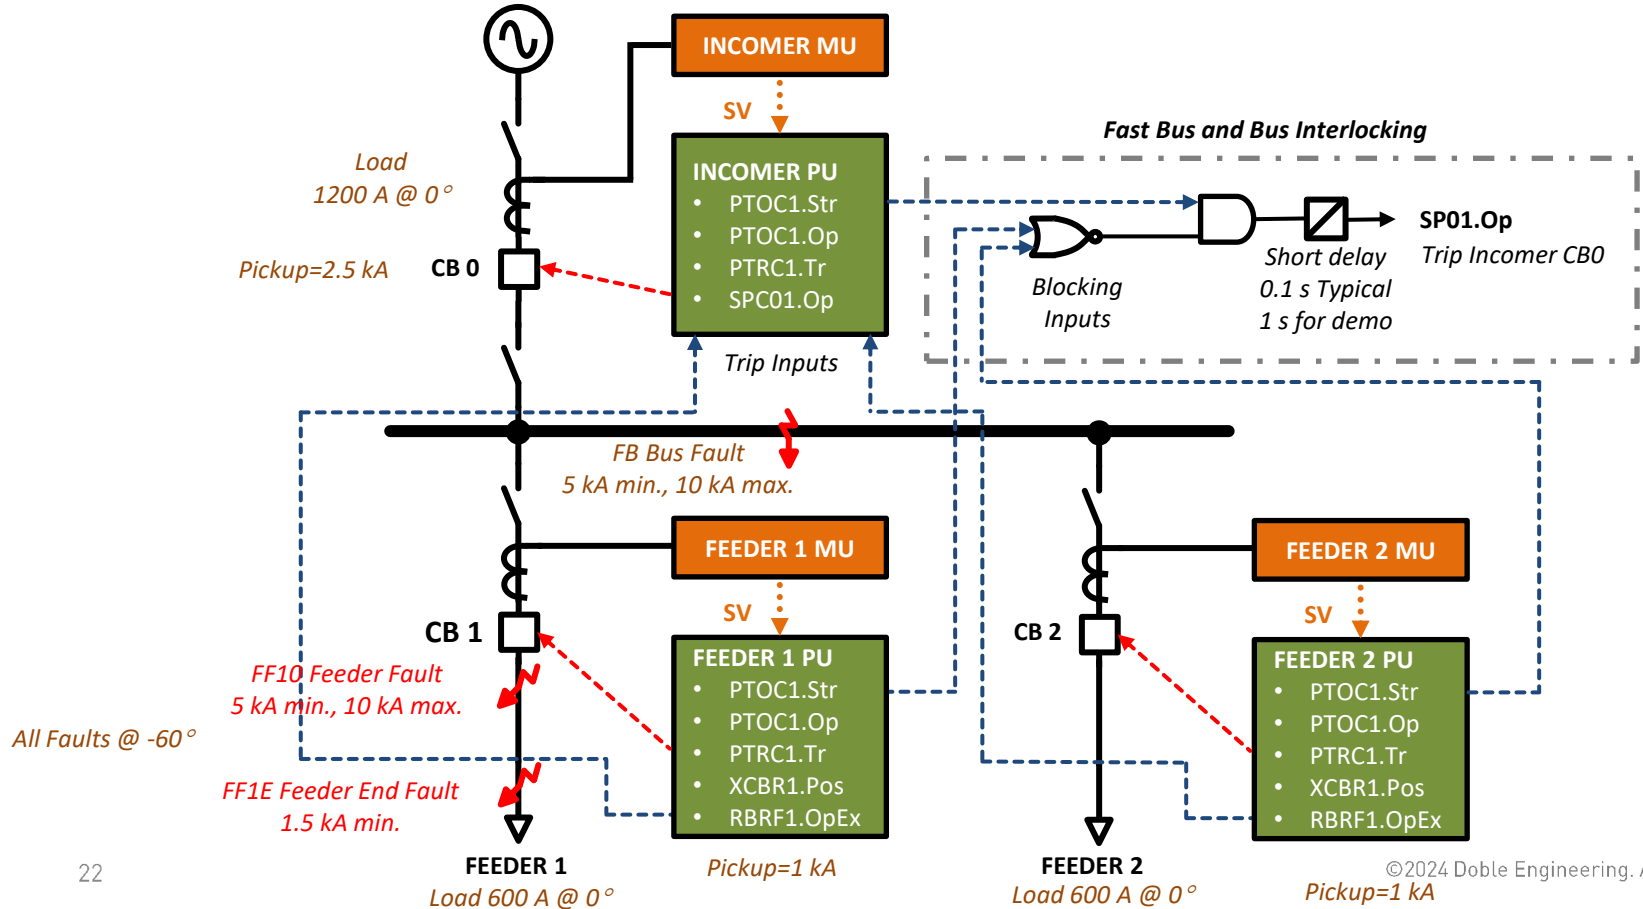 INCOMER MU
SV
Fast Bus and Bus Interlocking
Load
1200 A @ 0°
INCOMER PU
• PTOC1.Str
• PTOC1.Op
• PTRC1.Tr
• SPC01.Op
SP01.Op
Trip Incomer CB0
Pickup=2.5 kA
CB 0
Blocking
Inputs
Short delay
0.1 s Typical
1 s for demo
Trip Inputs
FB Bus Fault
5 kA min., 10 kA max.
FEEDER 1 MU
FEEDER 2 MU
SV
SV
CB 1
CB 2
FF10 Feeder Fault
5 kA min., 10 kA max.
FEEDER 1 PU
• PTOC1.Str
• PTOC1.Op
• PTRC1.Tr
• XCBR1.Pos
• RBRF1.OpEx
FEEDER 2 PU
• PTOC1.Str
• PTOC1.Op
• PTRC1.Tr
• XCBR1.Pos
• RBRF1.OpEx
All Faults @ -60°
FF1E Feeder End Fault
1.5 kA min.
22
FEEDER 1
Load 600 A @ 0°
Pickup=1 kA
FEEDER 2
Load 600 A @ 0°
Pickup=1 kA
©2024 Doble Engineering. A